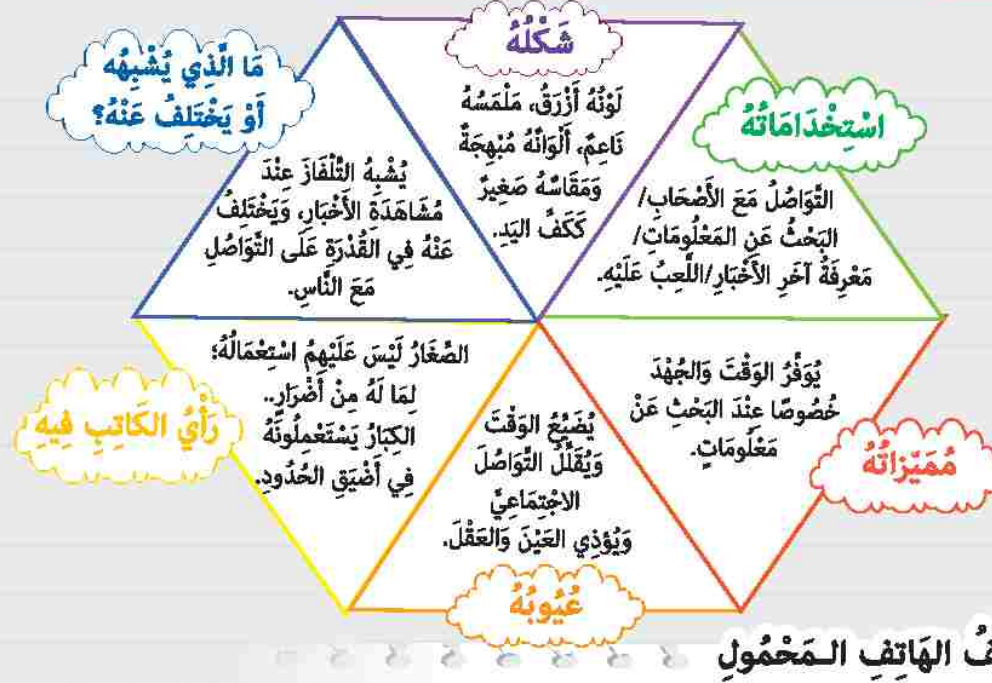 شَكْلُهُ
لَوْنُهُ أَزْرَقُ، مَلْمَسُهُ
نَاعِمٌ، أَلْوَانُهُ مُبْهِجَةٌ
وَمَقَاسُهُ صَغِيرٌ
كَكَفِّ اليَدِ.
اسْتِخْدَامَاتُهُ
التَّوَاصُلُ مَعَ الأَصْحَابِ/
البَحْثُ عَنِ المَعْلُومَاتِ/
مَعْرِفَةُ آخَرِ الأَخْبَارِ/اللَّعِبُ عَلَيْهِ.
مُمَيِّزاتُهُ
يُوَفِّرُ الوَقْتَ وَالجُهْدَ
خُصُوصًا عِنْدَ البَحْثِ عَنْ
مَعْلُومَاتٍ.
عُيُوبُهُ
يُضَيِّعُ الوَقْتَ
وَيُقَلِّلُ التَّوَاصُلَ
الاجْتِمَاعِيَّ
وَيُؤذِي العَيْنَ وَالعَقْلَ.
رَأْيُ الكَاتِبِ فِيهِ
الصِّغَارُ لَيْسَ عَلَيْهِمُ اسْتِعْمَالُهُ؛
لِمَا لَهُ مِنْ أَضْرَارٍ..
الكِبَارُ يَسْتَعْمِلُونَهُ
فِي أَضْيَقِ الحُدُودِ.
مَا الَّذِي يُشْبِهُه
أَوْ يَخْتَلِفُ عَنْهُ؟
يُشْبِهُ التِّلْفَازَ عِنْدَ
مُشَاهَدَةِ الأَخْبَارِ، وَيَخْتَلِفُ
عَنْهُ فِي القُدْرَةِ عَلَى التَّوَاصُلِ
مَعَ النَّاسِ.
الهَاتِفِ الـمَحْمُولِ